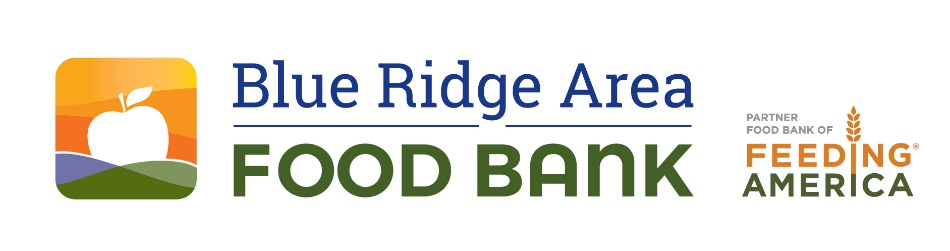 Blue Ridge Area
FOOD BANK
PARTNER
FOOD BANK OF
FEEDING®
AMERICA